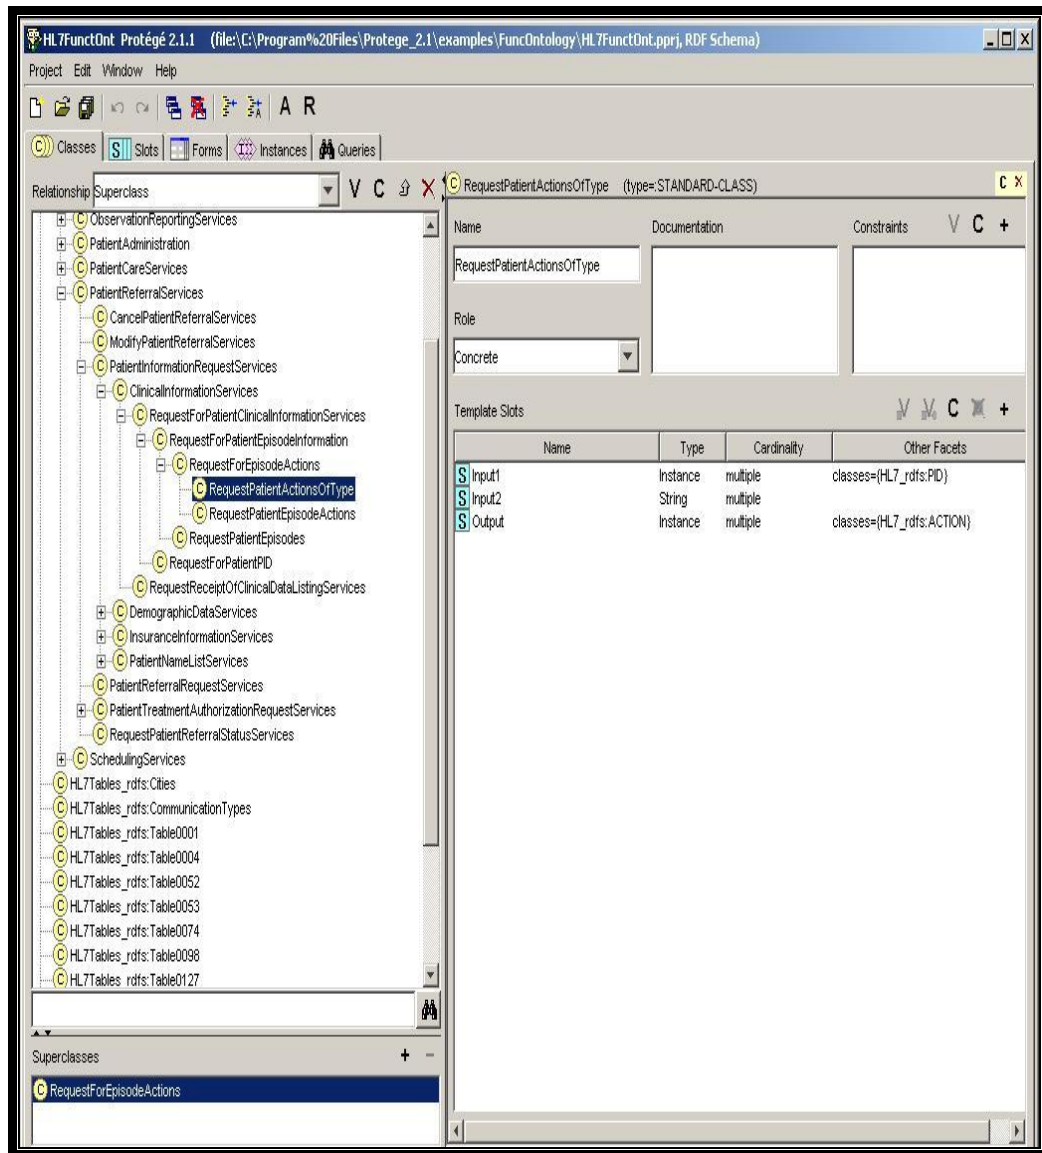 HL7FunctOnt Protégé 2.1.1 (file:\C:\Program%20Files\Protege_2.1\examples\FuncOntology\HL7FunctOnt.pprj, RDF Schema)
Project Edit Window Help
A R
C Classes S Slots Forms I Instances Queries
Relationship Superclass V C X
C ObservationReportingServices
C PatientAdministration
C PatientCareServices
C PatientReferralServices
C CancelPatientReferralServices
C ModifyPatientReferralServices
C PatientInformationRequestServices
C ClinicalInformationServices
C RequestForPatientClinicalInformationServices
C RequestForPatientEpisodeInformation
C RequestForEpisodeActions
C RequestPatientActionsOfType
C RequestPatientEpisodeActions
C RequestPatientEpisodes
C RequestForPatientPID
C RequestReceiptOfClinicalDataListingServices
C DemographicDataServices
C InsuranceInformationServices
C PatientNameListServices
C PatientReferralRequestServices
C PatientTreatmentAuthorizationRequestServices
C RequestPatientReferralStatusServices
C SchedulingServices
C HL7Tables_rdfs:Cities
C HL7Tables_rdfs:CommunicationTypes
C HL7Tables_rdfs:Table0001
C HL7Tables_rdfs:Table0004
C HL7Tables_rdfs:Table0052
C HL7Tables_rdfs:Table0053
C HL7Tables_rdfs:Table0074
C HL7Tables_rdfs:Table0098
C HL7Tables_rdfs:Table0127
Superclasses + -
C RequestForEpisodeActions
C RequestPatientActionsOfType (type=:STANDARD-CLASS) C X
Name Documentation Constraints V C +
RequestPatientActionsOfType
Role
Concrete
Template Slots V V C +
Name Type Cardinality Other Facets
S Input1 Instance multiple classes={HL7_rdfs:PID}
S Input2 String multiple
S Output Instance multiple classes={HL7_rdfs:ACTION}